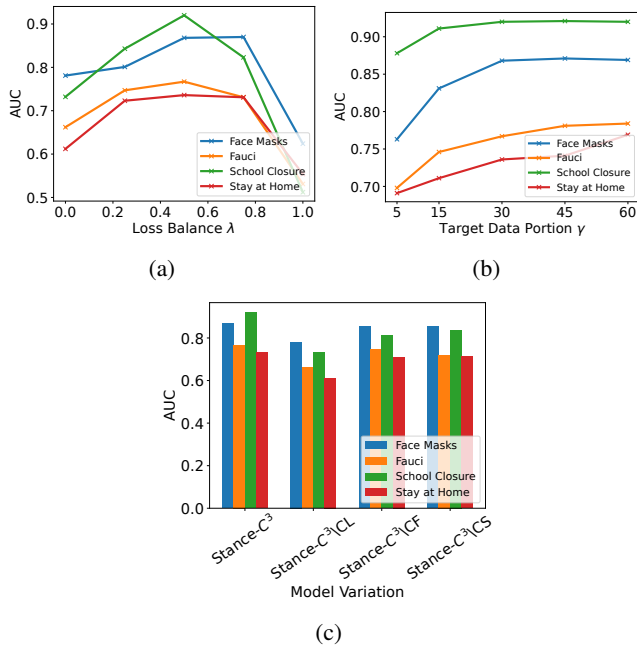 0.9
0.8
0.7
0.6
0.5
AUC
0.0 0.2 0.4 0.6 0.8 1.0
Loss Balance λ
Face Masks
Fauci
School Closure
Stay at Home
(a)
0.90
0.85
0.80
0.75
0.70
AUC
5 15 30 45 60
Target Data Portion γ
Face Masks
Fauci
School Closure
Stay at Home
(b)
0.8
0.6
0.4
0.2
0.0
AUC
Face Masks
Fauci
School Closure
Stay at Home
Stance-C³
Stance-C³\CL
Stance-C³\CF
Stance-C³\CS
Model Variation
(c)